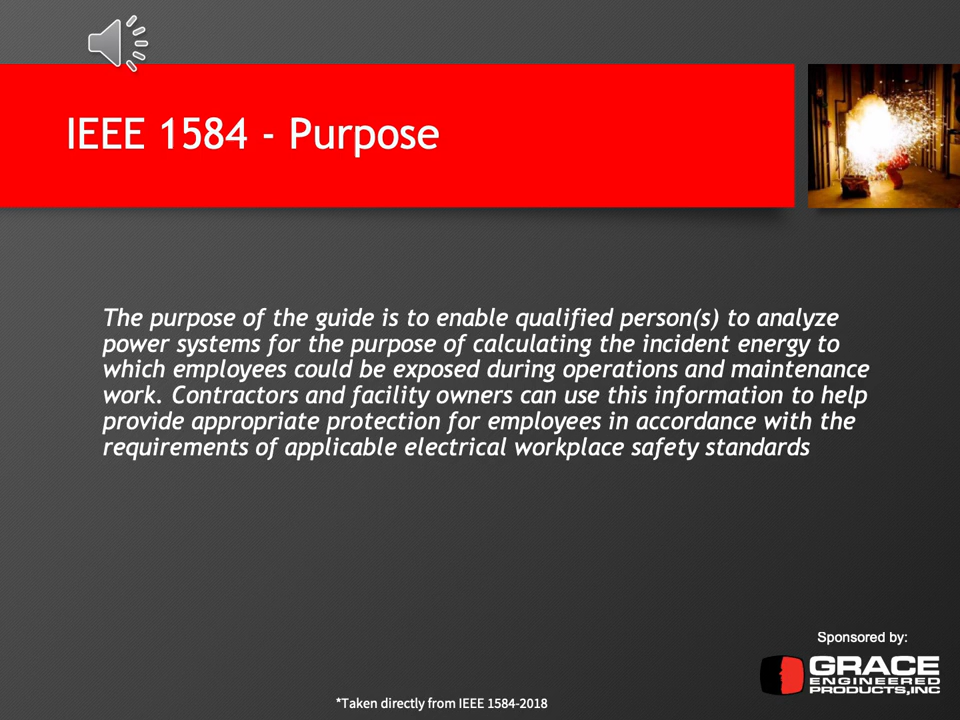 IEEE 1584 - Purpose
The purpose of the guide is to enable qualified person(s) to analyze
power systems for the purpose of calculating the incident energy to
which employees could be exposed during operations and maintenance
work. Contractors and facility owners can use this information to help
provide appropriate protection for employees in accordance with the
requirements of applicable electrical workplace safety standards
Sponsored by:
GRACE
ENGINEERED
PRODUCTS,INC
*Taken directly from IEEE 1584-2018